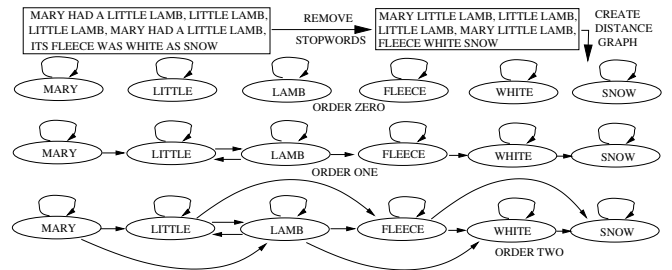 MARY HAD A LITTLE LAMB, LITTLE LAMB,
LITTLE LAMB, MARY HAD A LITTLE LAMB,
ITS FLEECE WAS WHITE AS SNOW
REMOVE
STOPWORDS
MARY LITTLE LAMB, LITTLE LAMB,
LITTLE LAMB, MARY LITTLE LAMB,
FLEECE WHITE SNOW
CREATE
DISTANCE
GRAPH
MARY LITTLE LAMB FLEECE WHITE SNOW
ORDER ZERO
MARY LITTLE LAMB FLEECE WHITE SNOW
ORDER ONE
MARY LITTLE LAMB FLEECE WHITE SNOW
ORDER TWO